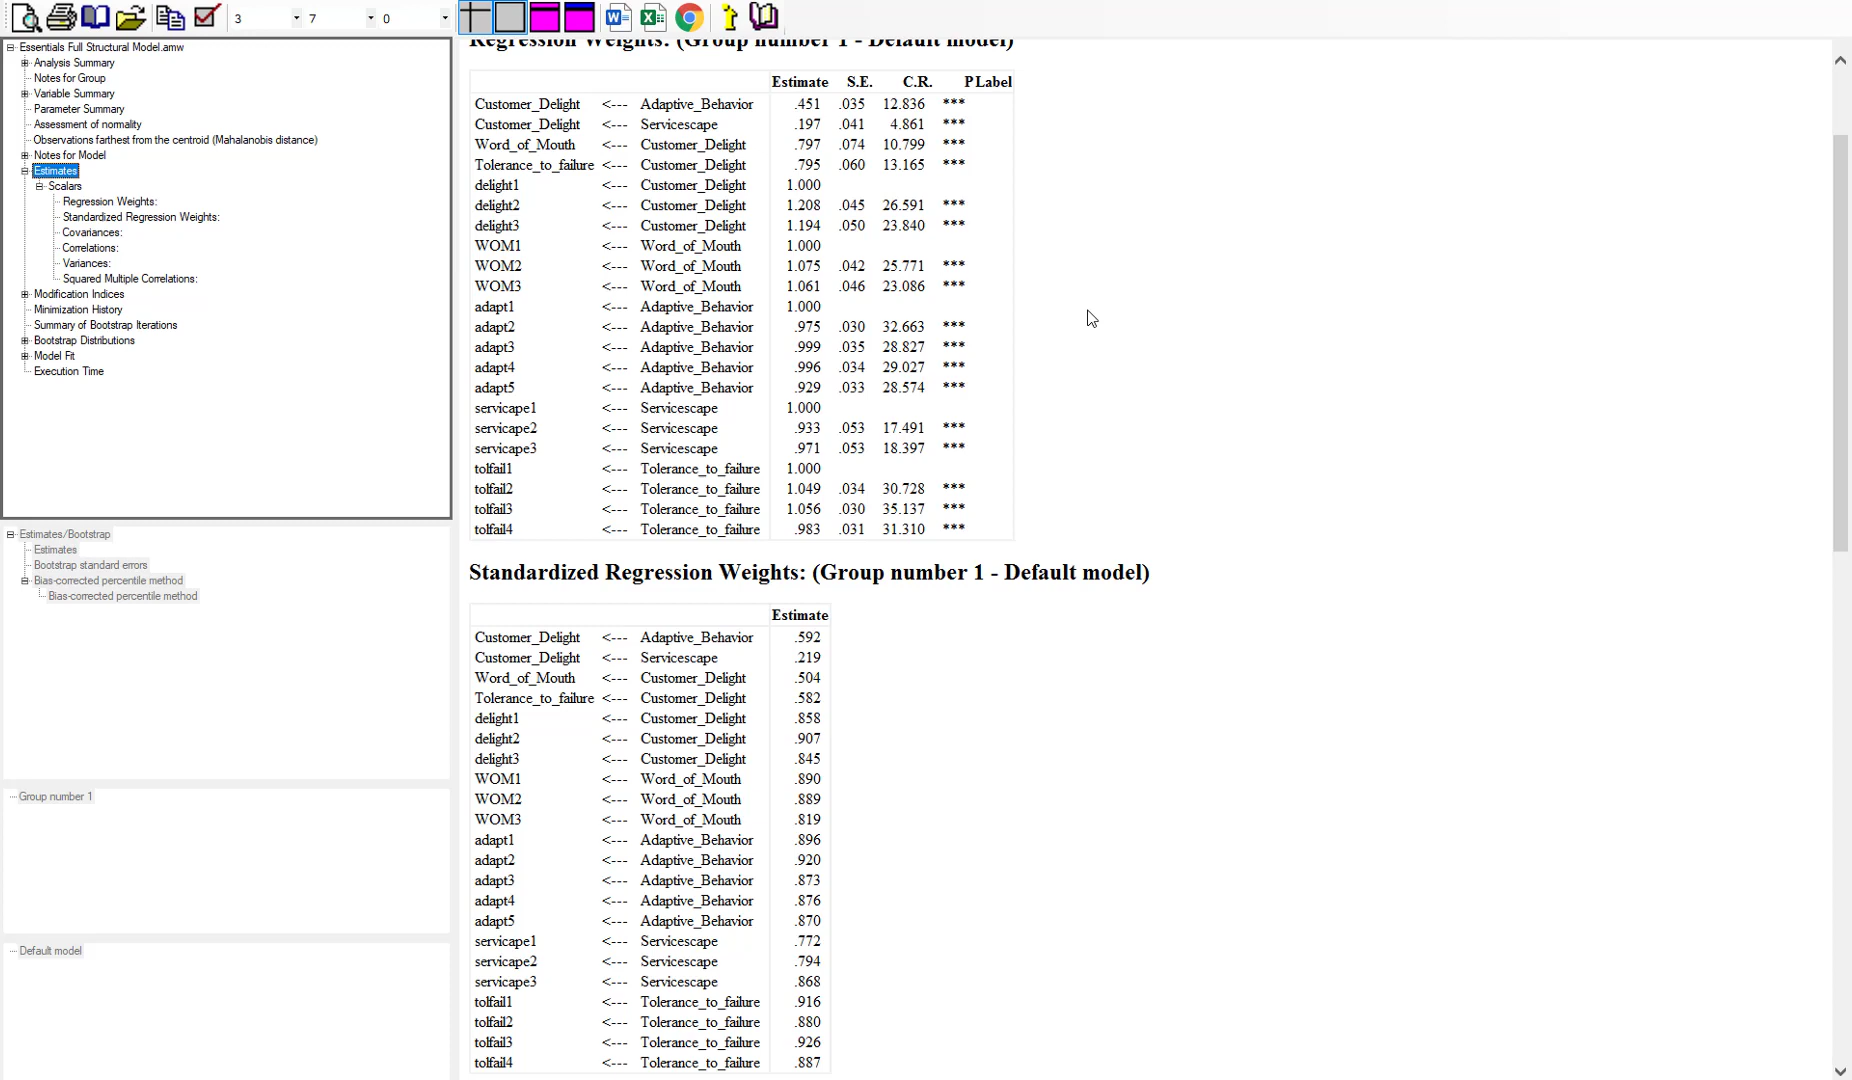 3 7 0
Essentials Full Structural Model.amw
Analysis Summary
Notes for Group
Variable Summary
Parameter Summary
Assessment of normality
Observations farthest from the centroid (Mahalanobis distance)
Notes for Model
Estimates
Scalars
Regression Weights:
Standardized Regression Weights:
Covariances:
Correlations:
Variances:
Squared Multiple Correlations:
Modification Indices
Minimization History
Summary of Bootstrap Iterations
Bootstrap Distributions
Model Fit
Execution Time
Estimates/Bootstrap
Estimates
Bootstrap standard errors
Bias-corrected percentile method
Bias-corrected percentile method
Group number 1
Default model
Regression Weights: (Group number 1 - Default model)
Estimate S.E. C.R. P Label
Customer_Delight <--- Adaptive_Behavior .451 .035 12.836 ***
Customer_Delight <--- Servicescape .197 .041 4.861 ***
Word_of_Mouth <--- Customer_Delight .797 .074 10.799 ***
Tolerance_to_failure <--- Customer_Delight .795 .060 13.165 ***
delight1 <--- Customer_Delight 1.000
delight2 <--- Customer_Delight 1.208 .045 26.591 ***
delight3 <--- Customer_Delight 1.194 .050 23.840 ***
WOM1 <--- Word_of_Mouth 1.000
WOM2 <--- Word_of_Mouth 1.075 .042 25.771 ***
WOM3 <--- Word_of_Mouth 1.061 .046 23.086 ***
adapt1 <--- Adaptive_Behavior 1.000
adapt2 <--- Adaptive_Behavior .975 .030 32.663 ***
adapt3 <--- Adaptive_Behavior .999 .035 28.827 ***
adapt4 <--- Adaptive_Behavior .996 .034 29.027 ***
adapt5 <--- Adaptive_Behavior .929 .033 28.574 ***
servicape1 <--- Servicescape 1.000
servicape2 <--- Servicescape .933 .053 17.491 ***
servicape3 <--- Servicescape .971 .053 18.397 ***
tolfail1 <--- Tolerance_to_failure 1.000
tolfail2 <--- Tolerance_to_failure 1.049 .034 30.728 ***
tolfail3 <--- Tolerance_to_failure 1.056 .030 35.137 ***
tolfail4 <--- Tolerance_to_failure .983 .031 31.310 ***
Standardized Regression Weights: (Group number 1 - Default model)
Estimate
Customer_Delight <--- Adaptive_Behavior .592
Customer_Delight <--- Servicescape .219
Word_of_Mouth <--- Customer_Delight .504
Tolerance_to_failure <--- Customer_Delight .582
delight1 <--- Customer_Delight .858
delight2 <--- Customer_Delight .907
delight3 <--- Customer_Delight .845
WOM1 <--- Word_of_Mouth .890
WOM2 <--- Word_of_Mouth .889
WOM3 <--- Word_of_Mouth .819
adapt1 <--- Adaptive_Behavior .896
adapt2 <--- Adaptive_Behavior .920
adapt3 <--- Adaptive_Behavior .873
adapt4 <--- Adaptive_Behavior .876
adapt5 <--- Adaptive_Behavior .870
servicape1 <--- Servicescape .772
servicape2 <--- Servicescape .794
servicape3 <--- Servicescape .868
tolfail1 <--- Tolerance_to_failure .916
tolfail2 <--- Tolerance_to_failure .880
tolfail3 <--- Tolerance_to_failure .926
tolfail4 <--- Tolerance_to_failure .887